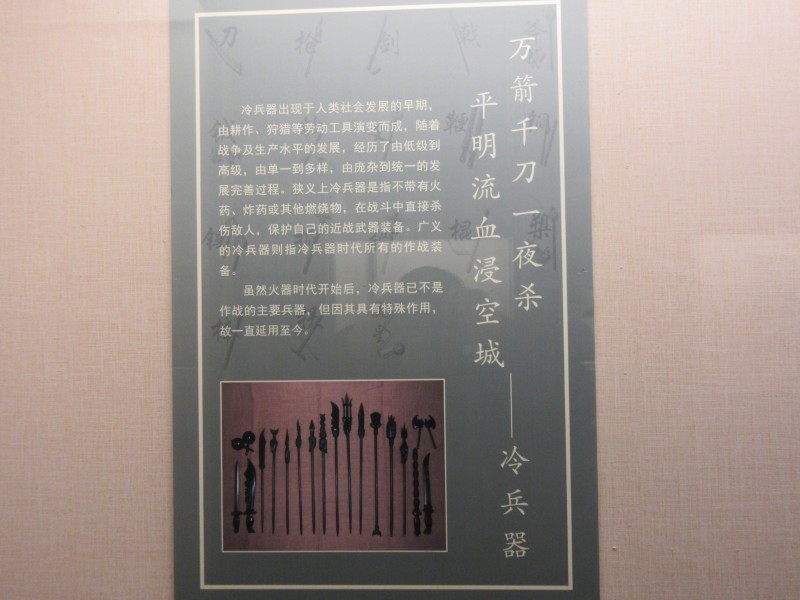 万箭千刀一夜杀
平明流血浸空城
——冷兵器
冷兵器出现于人类社会发展的早期，
由耕作、狩猎等劳动工具演变而成，随着
战争及生产水平的发展，经历了由低级到
高级，由单一到多样，由庞杂到统一的发
展完善过程。狭义上冷兵器是指不带有火
药、炸药或其他燃烧物，在战斗中直接杀
伤敌人，保护自己的近战武器装备。广义
的冷兵器则指冷兵器时代所有的作战装
备。
虽然火器时代开始后，冷兵器已不是
作战的主要兵器，但因其具有特殊作用，
故一直延用至今。
刀
枪
剑
戟
鞭
棍